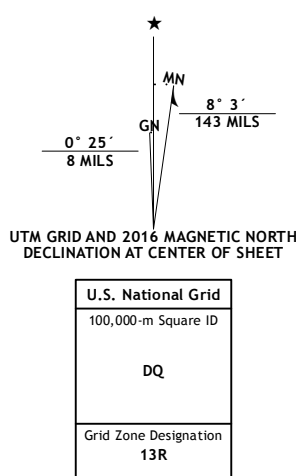 ★
MN
GN
8° 3´
143 MILS
0° 25´
8 MILS
UTM GRID AND 2016 MAGNETIC NORTH
DECLINATION AT CENTER OF SHEET
U.S. National Grid
100,000-m Square ID
DQ
Grid Zone Designation
13R